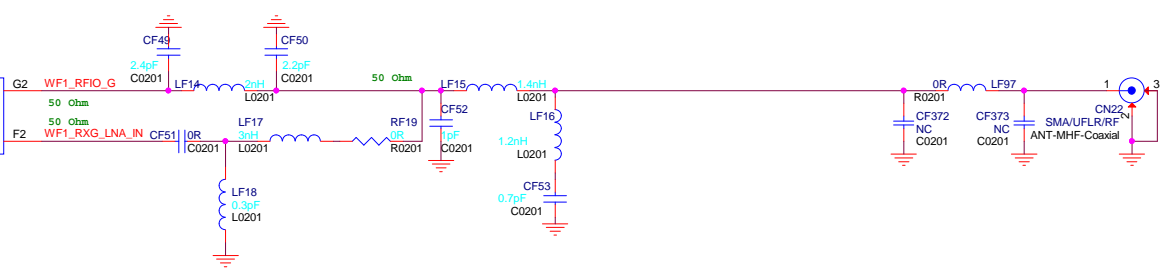 CF49
2.4pF
C0201
CF50
2.2pF
C0201
G2
WF1_RFIO_G
50 Ohm
LF14
2nH
L0201
50 Ohm
LF15
1.4nH
L0201
50 Ohm
F2
WF1_RXG_LNA_IN
CF51
0R
C0201
LF17
3nH
L0201
RF19
0R
R0201
CF52
1pF
C0201
LF16
1.2nH
L0201
LF18
0.3pF
L0201
CF53
0.7pF
C0201
0R
R0201
LF97
CF372
NC
C0201
CF373
NC
C0201
1
3
CN22
2
SMA/UFLR/RF
ANT-MHF-Coaxial